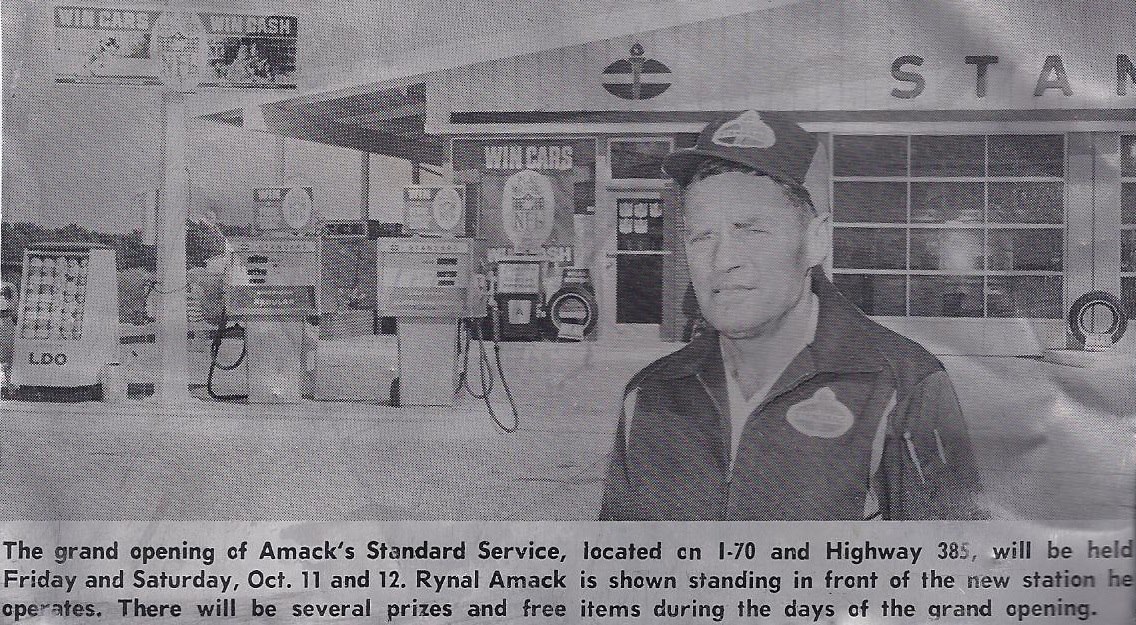 WIN CARS WIN CASH
STAN
WIN CARS
WIN
WIN
LDO
A
The grand opening of Amack's Standard Service, located on I-70 and Highway 385, will be held
Friday and Saturday, Oct. 11 and 12. Rynal Amack is shown standing in front of the new station he
operates. There will be several prizes and free items during the days of the grand opening.